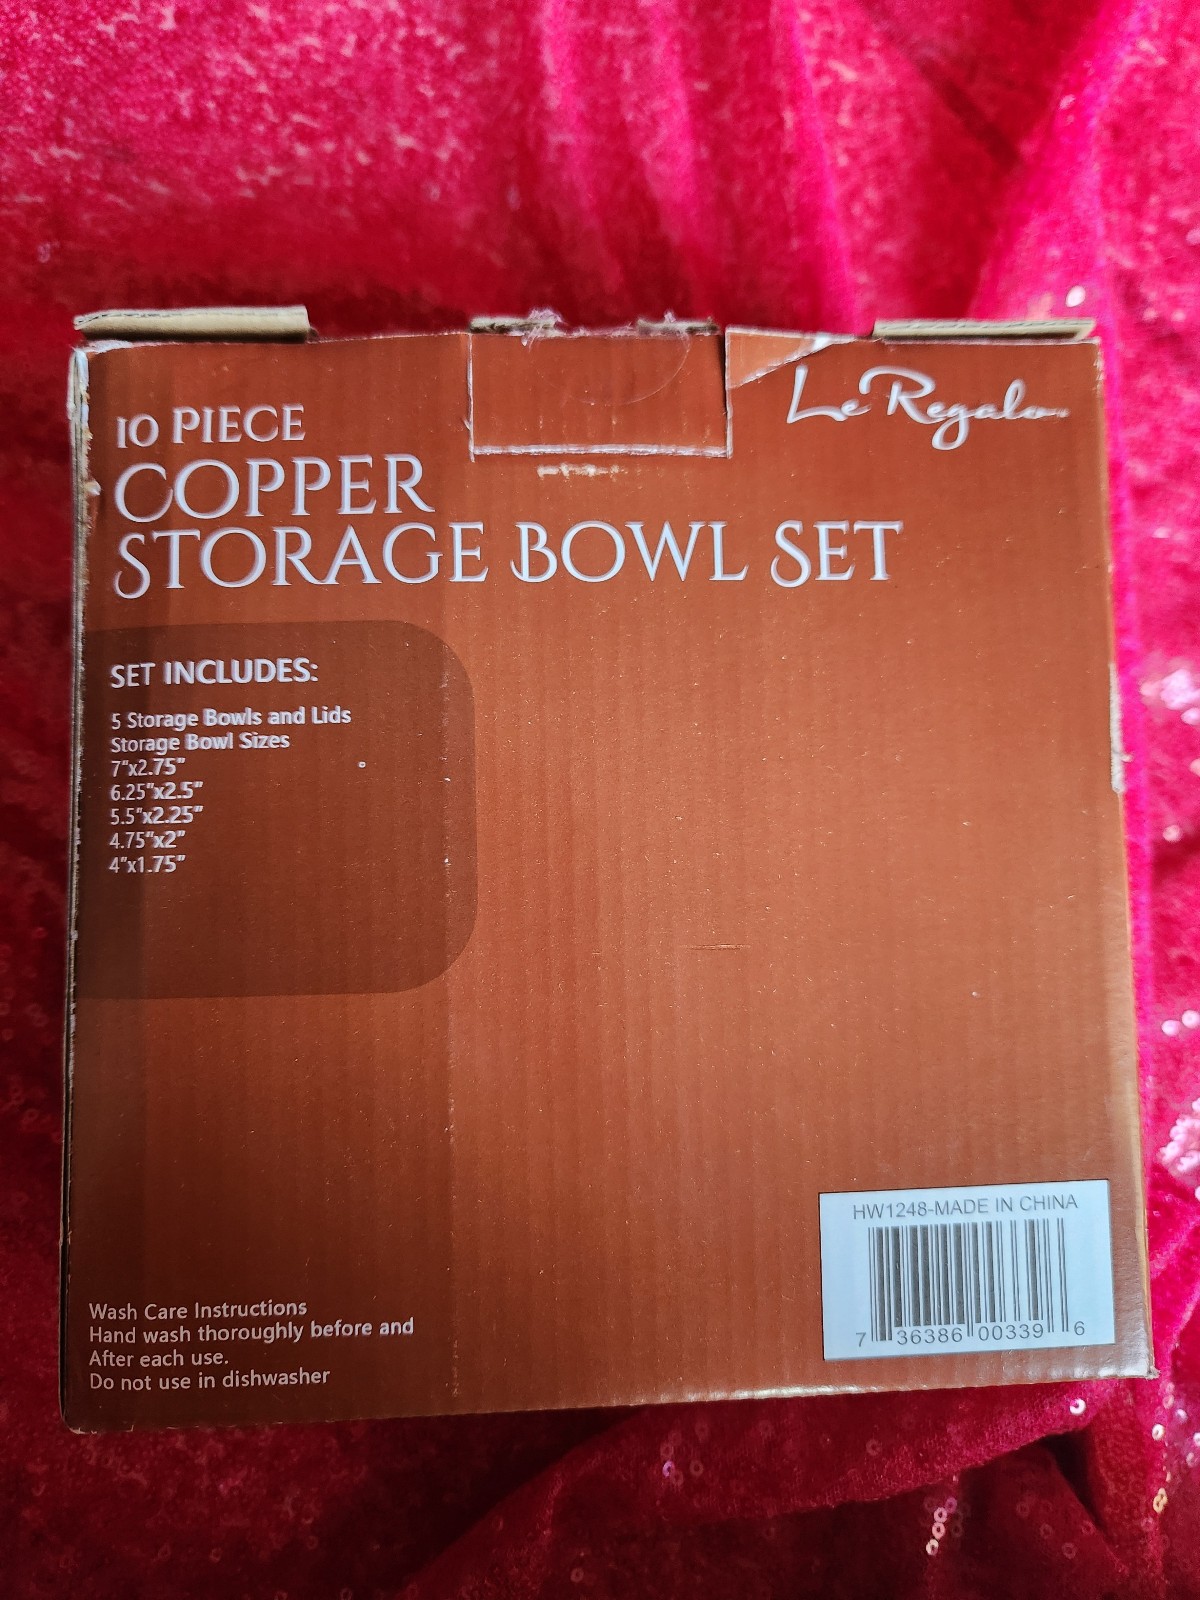 Le Regalo®
10 PIECE
COPPER
STORAGE BOWL SET
SET INCLUDES:
5 Storage Bowls and Lids
Storage Bowl Sizes
7"x2.75"
6.25"x2.5"
5.5"x2.25"
4.75"x2"
4"x1.75"
Wash Care Instructions
Hand wash thoroughly before and
After each use.
Do not use in dishwasher
HW1248-MADE IN CHINA
7 36386 00339 6